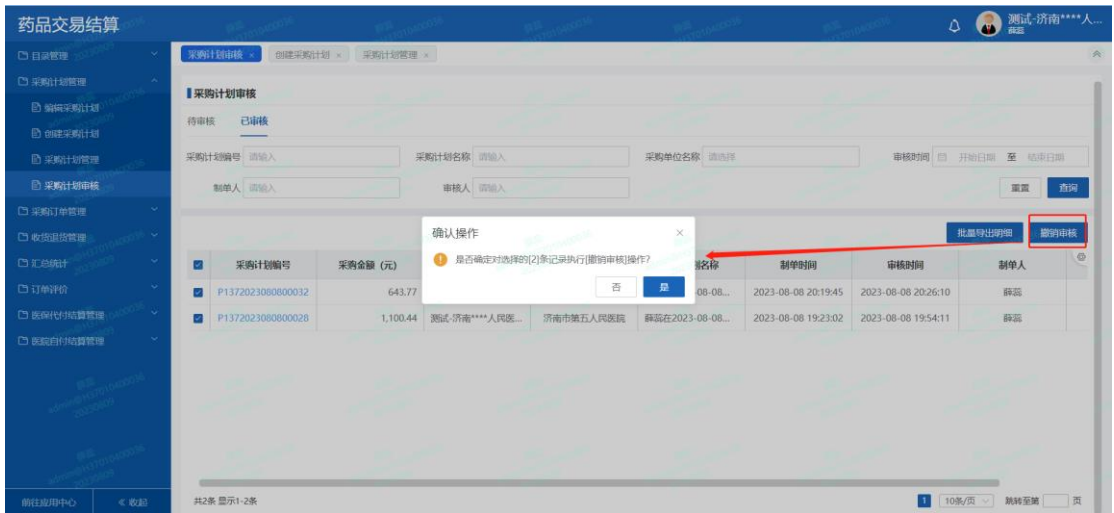 药品交易结算
测试-济南****人...
薛蕊
目录管理
采购计划管理
编辑采购计划
创建采购计划
采购计划管理
采购计划审核
采购订单管理
收货退货管理
汇总统计
订单评价
医保代付结算管理
医院自付结算管理
前往应用中心 《 收起
采购计划审核 × 创建采购计划 × 采购计划管理 ×
采购计划审核
待审核 已审核
采购计划编号 请输入 采购计划名称 请输入 采购单位名称 请选择 审核时间 开始日期 至 结束日期
制单人 请输入 审核人 请输入 重置 查询
批量导出明细 撤销审核
确认操作 ×
是否确定对选择的[2]条记录执行[撤销审核]操作?
否 是
采购计划编号 采购金额 (元) 名称 制单时间 审核时间 制单人
P1372023080800032 643.77 -08-08... 2023-08-08 20:19:45 2023-08-08 20:26:10 薛蕊
P1372023080800028 1,100.44 测试-济南****人民医... 济南市第五人民医院 薛蕊在2023-08-08... 2023-08-08 19:23:02 2023-08-08 19:54:11 薛蕊
共2条 显示1-2条 1 10条/页 跳转至第 页